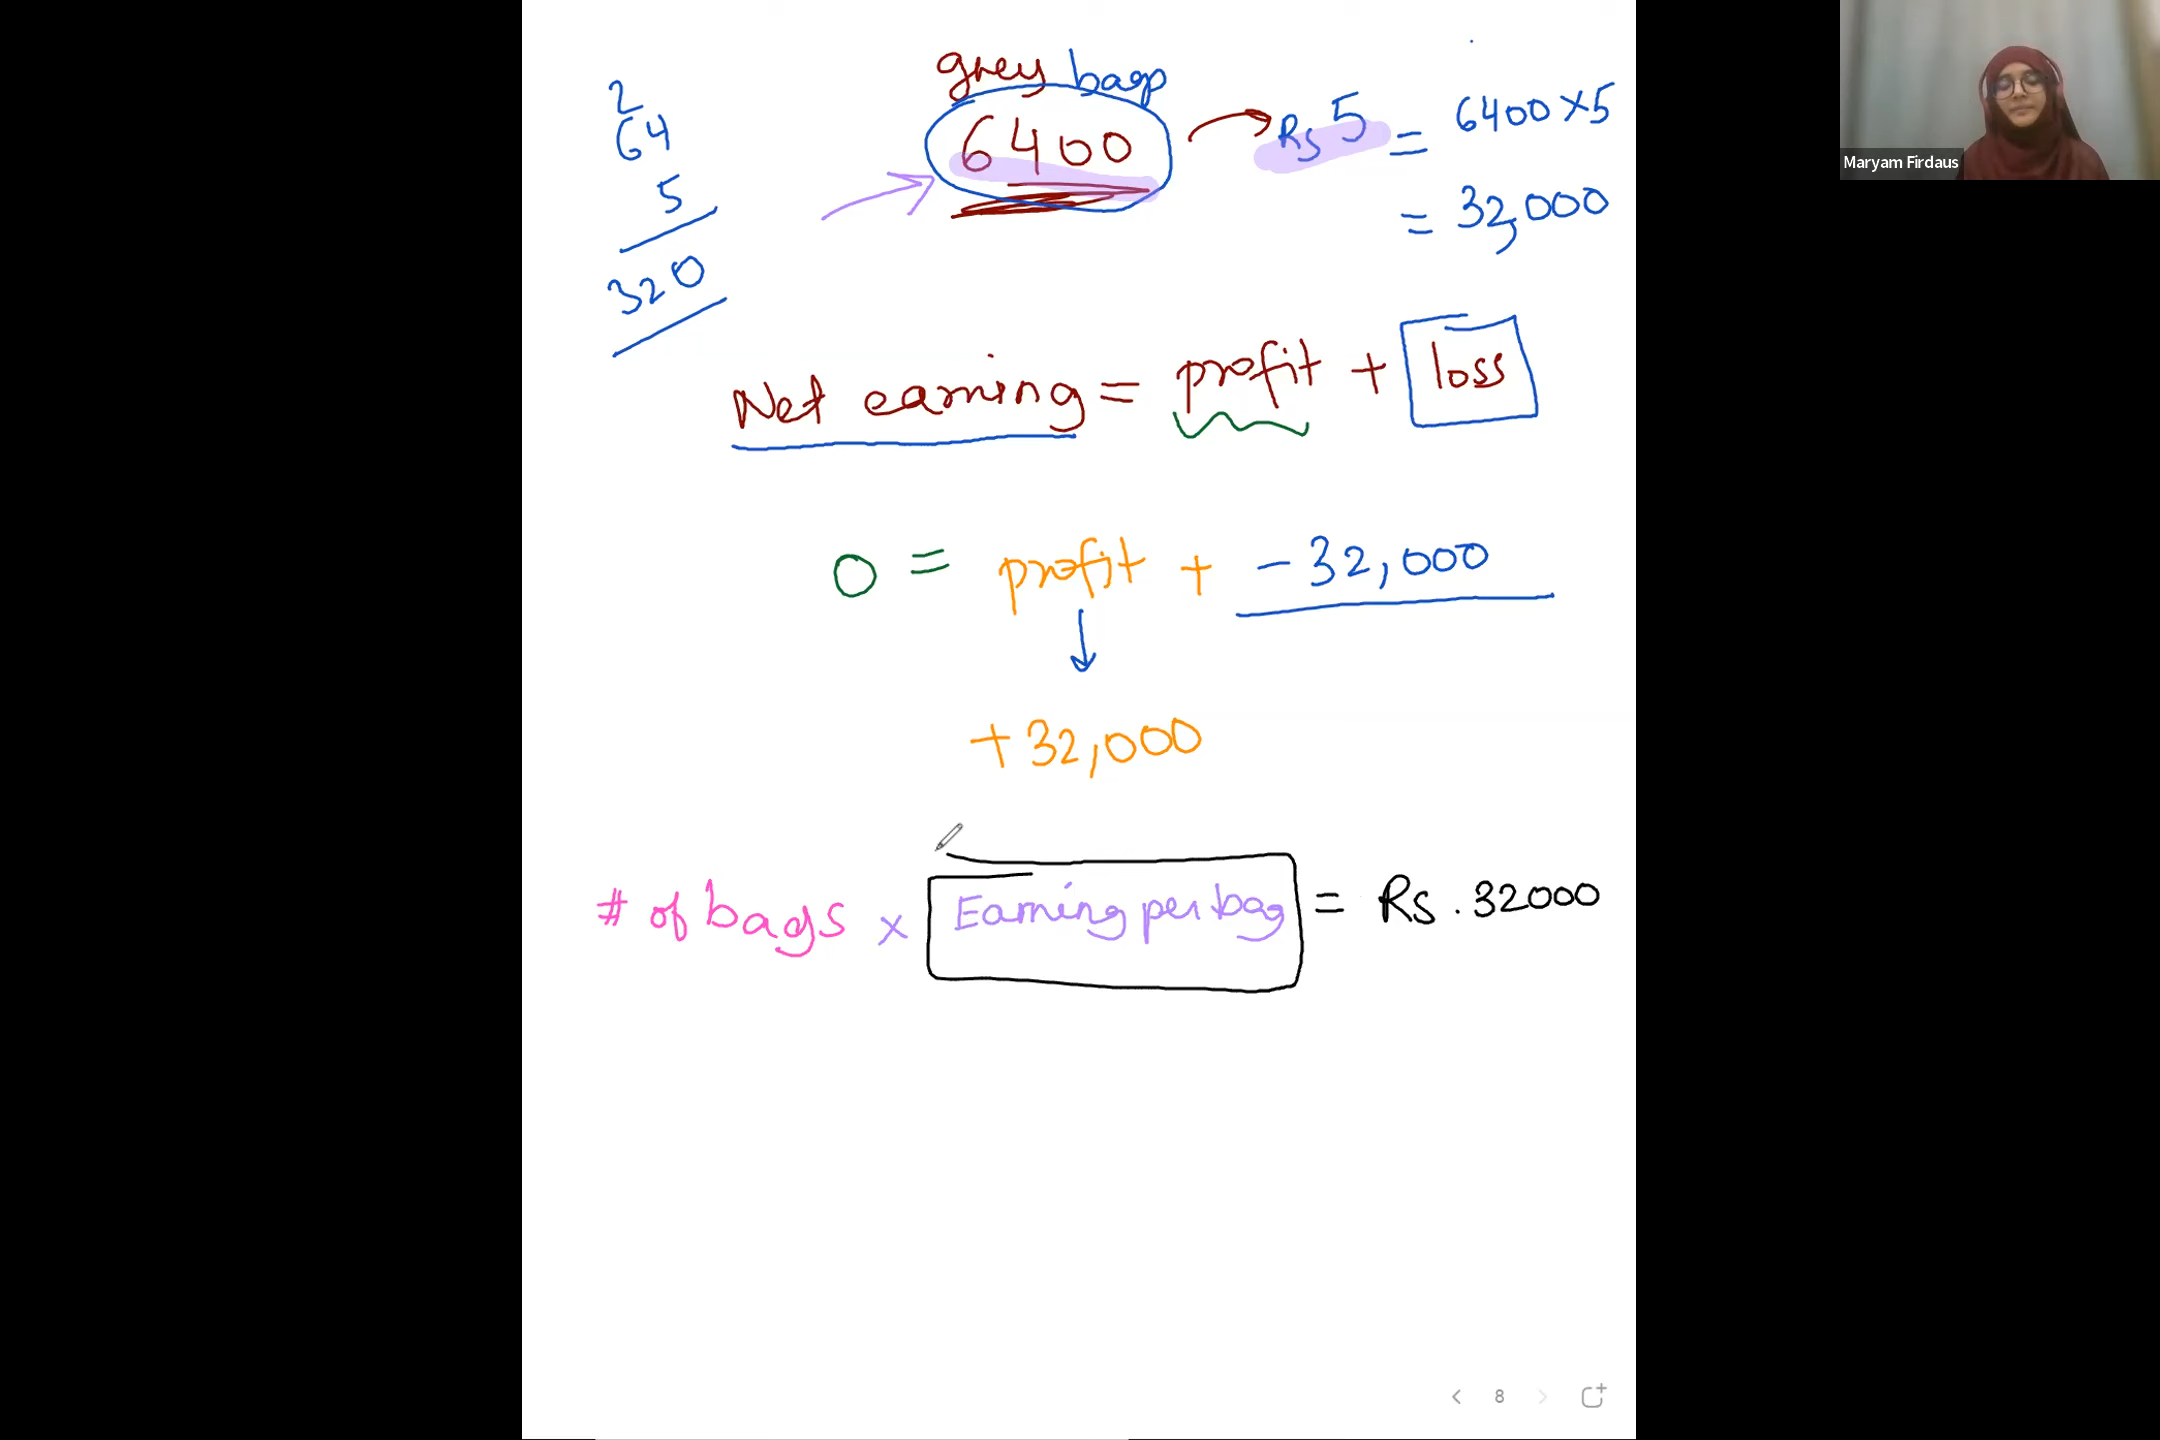 grey bags
2
64
5
320
6400
Rs 5 = 6400 × 5
= 32,000
Net earning = profit + loss
0 = profit + - 32,000
+ 32,000
# of bags × Earning per bag = Rs. 32000
Maryam Firdaus
< 8 >